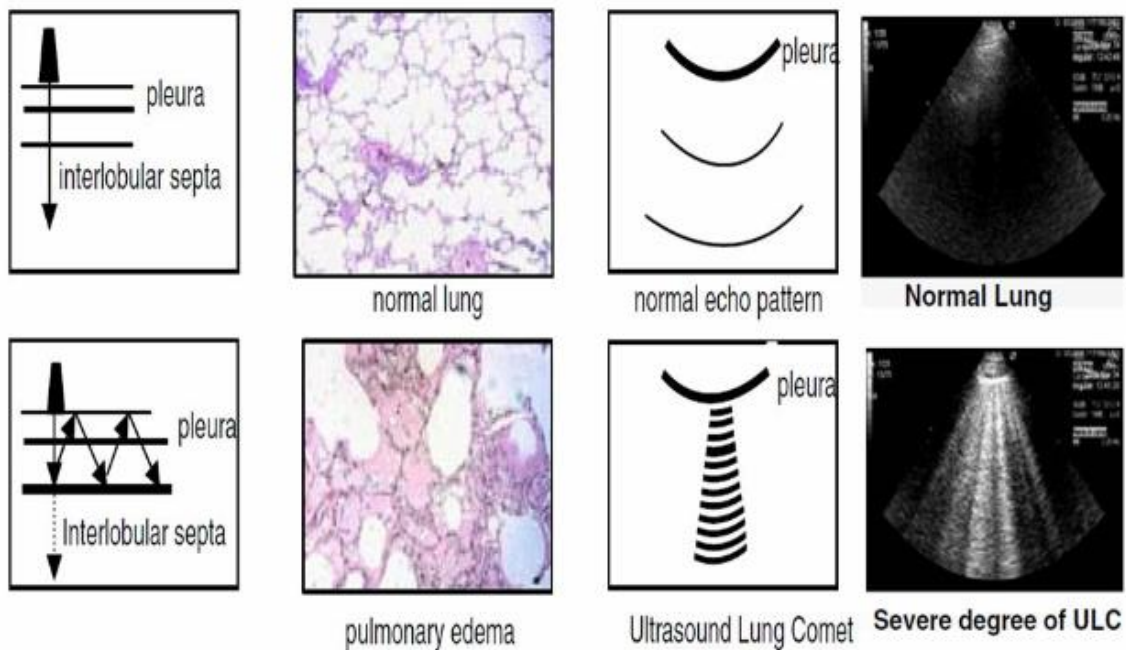 pleura
interlobular septa
normal lung
pleura
normal echo pattern
Normal Lung
pleura
Interlobular septa
pulmonary edema
pleura
Ultrasound Lung Comet
Severe degree of ULC